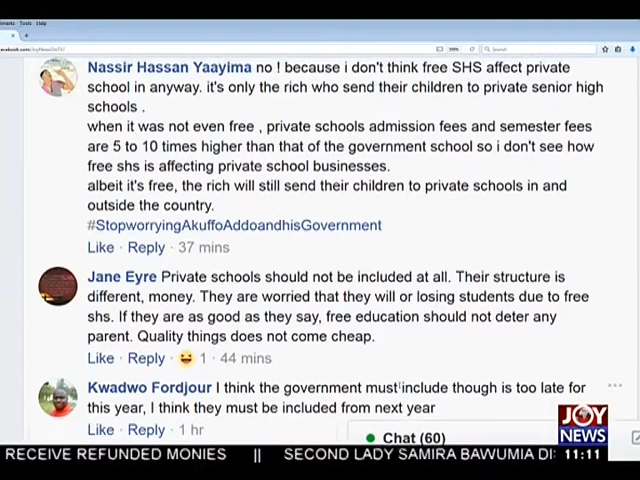 Tools Help
Search
Nassir Hassan Yaayima no ! because i don't think free SHS affect private
school in anyway. it's only the rich who send their children to private senior high
schools .
when it was not even free , private schools admission fees and semester fees
are 5 to 10 times higher than that of the government school so i don't see how
free shs is affecting private school businesses.
albeit it's free, the rich will still send their children to private schools in and
outside the country.
#StopworryingAkuffoAddoandhisGovernment
Like · Reply · 37 mins
Jane Eyre Private schools should not be included at all. Their structure is
different, money. They are worried that they will or losing students due to free
shs. If they are as good as they say, free education should not deter any
parent. Quality things does not come cheap.
Like · Reply · 1 · 44 mins
Kwadwo Fordjour I think the government must include though is too late for
this year, I think they must be included from next year
Like · Reply · 1 hr
Chat (60)
JOY
NEWS
RECEIVE REFUNDED MONIES || SECOND LADY SAMIRA BAWUMIA DI
11:11